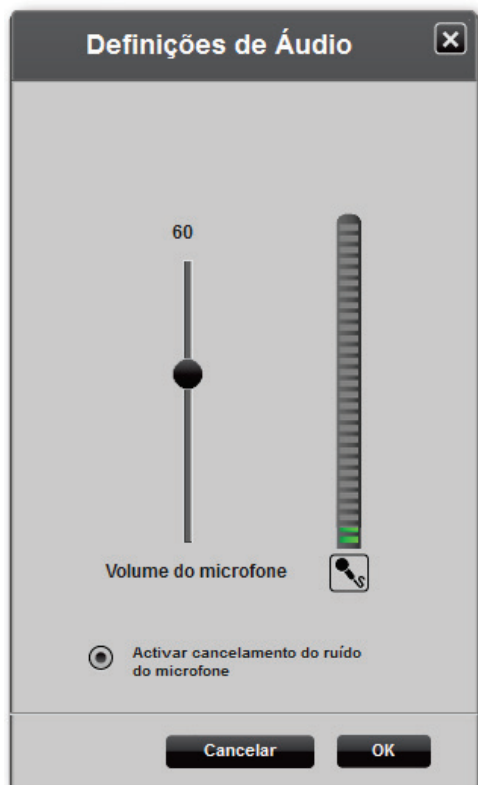 Definições de Áudio
60
Volume do microfone
Activar cancelamento do ruído
do microfone
Cancelar
OK